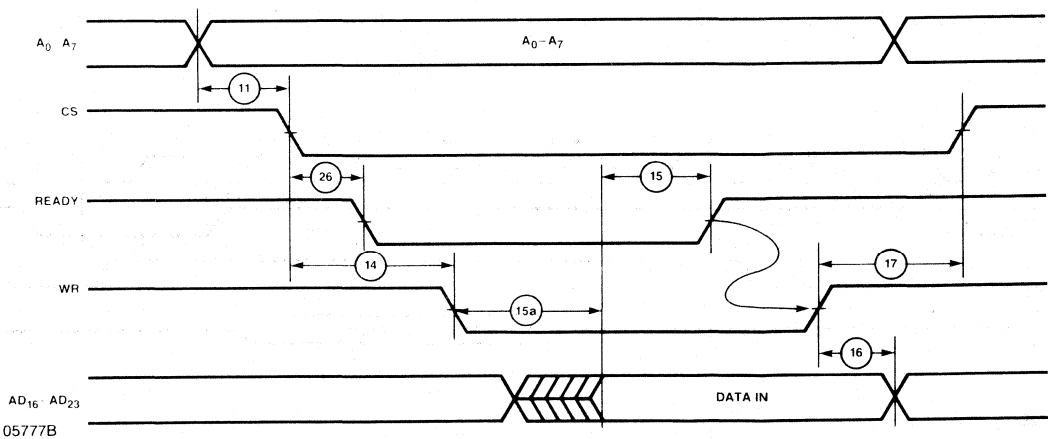 A₀ A₇
A₀–A₇
11
CS
26
15
READY
14
17
WR
15a
16
AD₁₆- AD₂₃
DATA IN
05777B